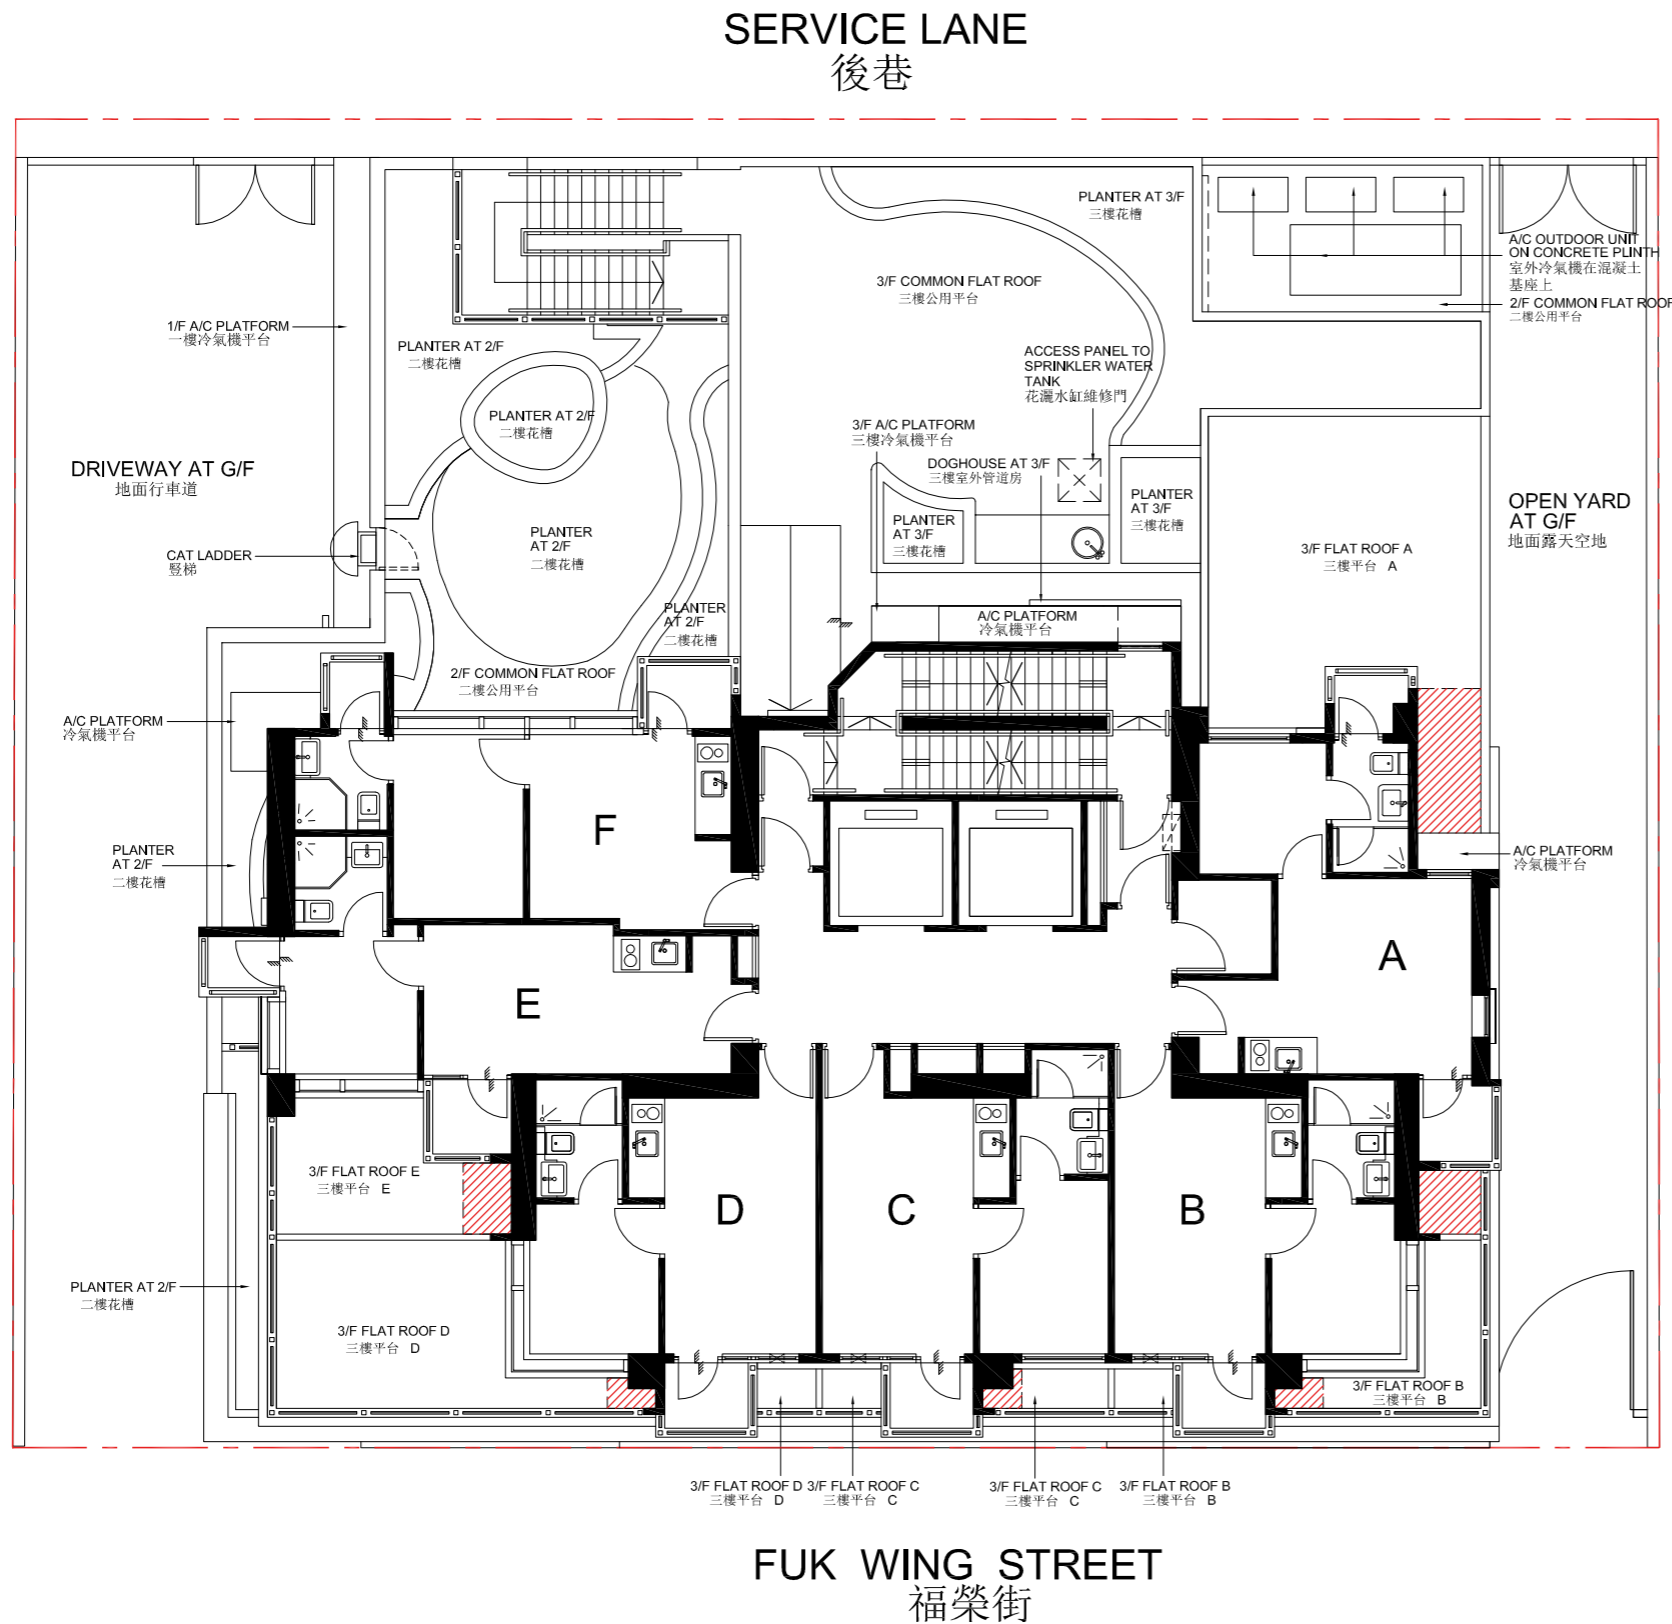 SERVICE LANE
後巷
PLANTER AT 3/F
三樓花槽
A/C OUTDOOR UNIT
ON CONCRETE PLINTH
室外冷氣機在混凝土
基座上
2/F COMMON FLAT ROOF
二樓公用平台
3/F COMMON FLAT ROOF
三樓公用平台
1/F A/C PLATFORM
一樓冷氣機平台
PLANTER AT 2/F
二樓花槽
ACCESS PANEL TO
SPRINKLER WATER
TANK
花灑水缸維修門
PLANTER AT 2/F
二樓花槽
3/F A/C PLATFORM
三樓冷氣機平台
DOGHOUSE AT 3/F
三樓室外管道房
DRIVEWAY AT G/F
地面行車道
PLANTER
AT 3/F
三樓花槽
PLANTER
AT 3/F
三樓花槽
OPEN YARD
AT G/F
地面露天空地
PLANTER
AT 2/F
二樓花槽
3/F FLAT ROOF A
三樓平台 A
CAT LADDER
豎梯
PLANTER
AT 2/F
二樓花槽
A/C PLATFORM
冷氣機平台
2/F COMMON FLAT ROOF
二樓公用平台
A/C PLATFORM
冷氣機平台
F
PLANTER
AT 2/F
二樓花槽
A/C PLATFORM
冷氣機平台
A
E
3/F FLAT ROOF E
三樓平台 E
D
C
B
PLANTER AT 2/F
二樓花槽
3/F FLAT ROOF D
三樓平台 D
3/F FLAT ROOF B
三樓平台 B
3/F FLAT ROOF D
三樓平台 D
3/F FLAT ROOF C
三樓平台 C
3/F FLAT ROOF C
三樓平台 C
3/F FLAT ROOF B
三樓平台 B
FUK WING STREET
福榮街